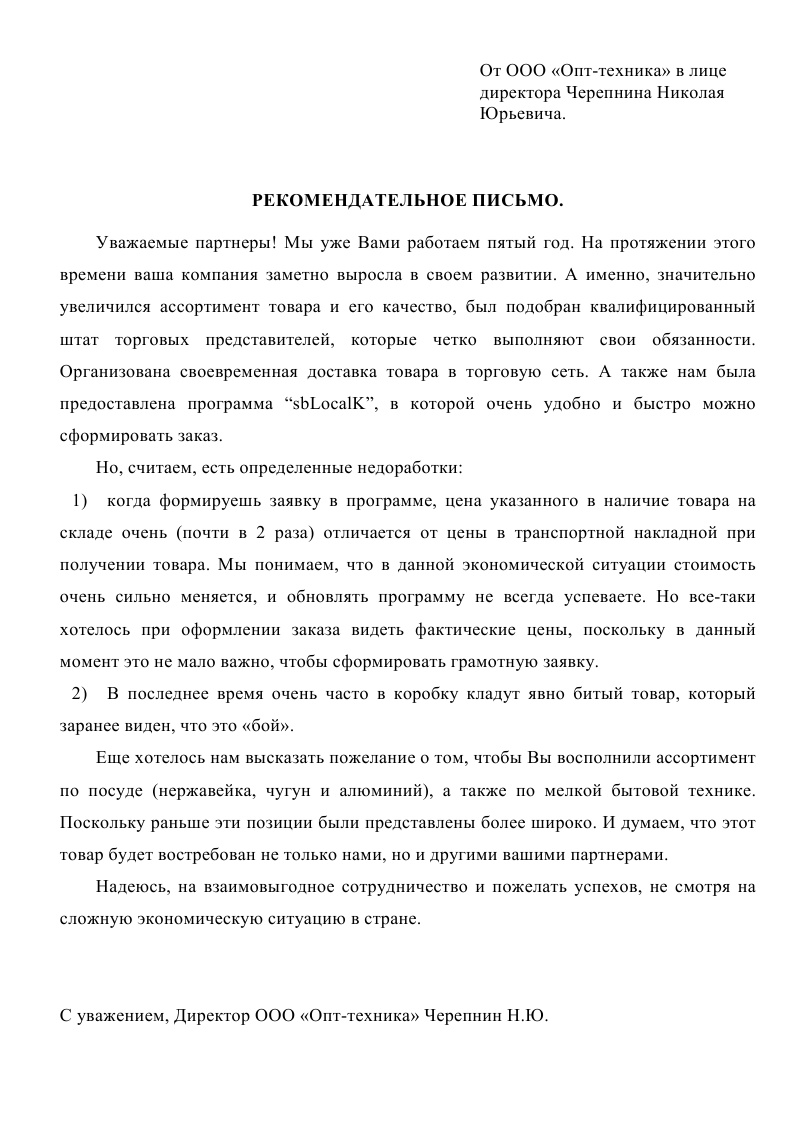 От ООО «Опт-техника» в лице
директора Черепнина Николая
Юрьевича.
РЕКОМЕНДАТЕЛЬНОЕ ПИСЬМО.
Уважаемые партнеры! Мы уже Вами работаем пятый год. На протяжении этого
времени ваша компания заметно выросла в своем развитии. А именно, значительно
увеличился ассортимент товара и его качество, был подобран квалифицированный
штат торговых представителей, которые четко выполняют свои обязанности.
Организована своевременная доставка товара в торговую сеть. А также нам была
предоставлена программа “sbLocalK”, в которой очень удобно и быстро можно
сформировать заказ.
Но, считаем, есть определенные недоработки:
1) когда формируешь заявку в программе, цена указанного в наличие товара на
складе очень (почти в 2 раза) отличается от цены в транспортной накладной при
получении товара. Мы понимаем, что в данной экономической ситуации стоимость
очень сильно меняется, и обновлять программу не всегда успеваете. Но все-таки
хотелось при оформлении заказа видеть фактические цены, поскольку в данный
момент это не мало важно, чтобы сформировать грамотную заявку.
2) В последнее время очень часто в коробку кладут явно битый товар, который
заранее виден, что это «бой».
Еще хотелось нам высказать пожелание о том, чтобы Вы восполнили ассортимент
по посуде (нержавейка, чугун и алюминий), а также по мелкой бытовой технике.
Поскольку раньше эти позиции были представлены более широко. И думаем, что этот
товар будет востребован не только нами, но и другими вашими партнерами.
Надеюсь, на взаимовыгодное сотрудничество и пожелать успехов, не смотря на
сложную экономическую ситуацию в стране.
С уважением, Директор ООО «Опт-техника» Черепнин Н.Ю.